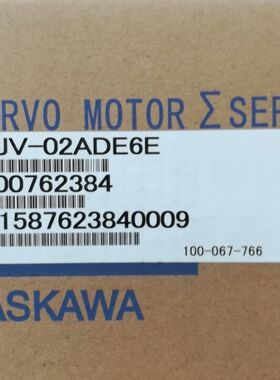 RVO MOTOR Σ SER
JV-02ADE6E
00762384
1587623840009
100-067-766
ASKAWA